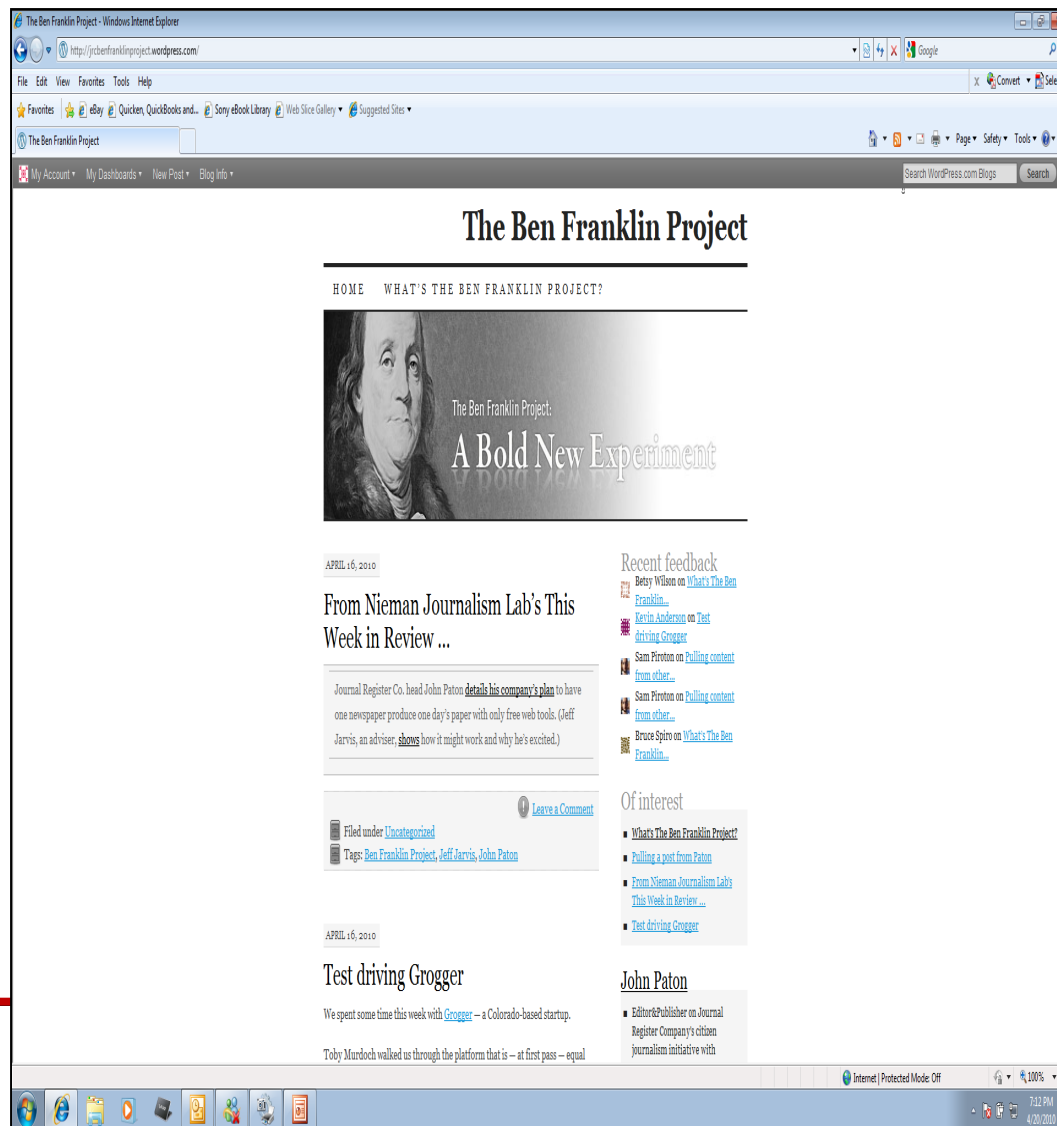 The Ben Franklin Project - Windows Internet Explorer
http://jrcbenfranklinproject.wordpress.com/
Google
File Edit View Favorites Tools Help
X Convert Sele
Favorites eBay Quicken, QuickBooks and... Sony eBook Library Web Slice Gallery Suggested Sites
The Ben Franklin Project
Page Safety Tools
My Account My Dashboards New Post Blog Info
Search WordPress.com Blogs Search
The Ben Franklin Project
HOME WHAT'S THE BEN FRANKLIN PROJECT?
The Ben Franklin Project:
A Bold New Experiment
APRIL 16, 2010
From Nieman Journalism Lab's This
Week in Review ...
Journal Register Co. head John Paton details his company's plan to have
one newspaper produce one day's paper with only free web tools. (Jeff
Jarvis, an adviser, shows how it might work and why he's excited.)
Leave a Comment
Filed under Uncategorized
Tags: Ben Franklin Project, Jeff Jarvis, John Paton
APRIL 16, 2010
Test driving Grogger
We spent some time this week with Grogger — a Colorado-based startup.
Toby Murdoch walked us through the platform that is — at first pass — equal
Recent feedback
Betsy Wilson on What's The Ben
Franklin...
Kevin Anderson on Test
driving Grogger
Sam Piroton on Pulling content
from other...
Sam Piroton on Pulling content
from other...
Bruce Spiro on What's The Ben
Franklin...
Of interest
What's The Ben Franklin Project?
Pulling a post from Paton
From Nieman Journalism Lab's
This Week in Review ...
Test driving Grogger
John Paton
Editor&Publisher on Journal
Register Company's citizen
journalism initiative with
Internet | Protected Mode: Off 100%
7:12 PM
4/20/2010